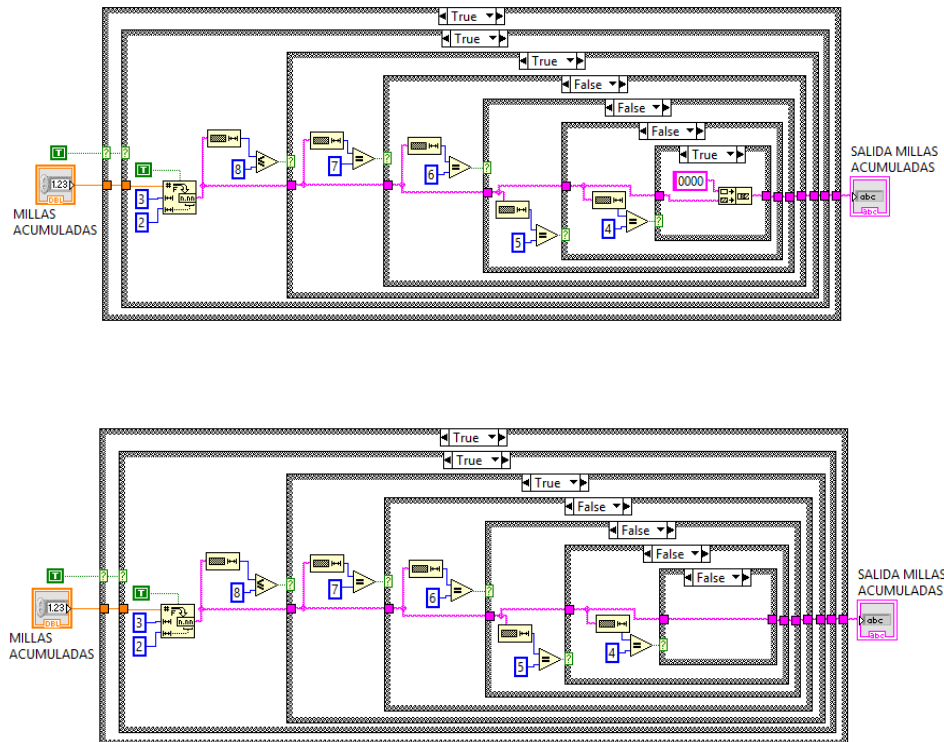 True
True
True
False
False
False
True
T
T
1.23
DBL
MILLAS
ACUMULADAS
3
2
8
7
6
5
4
0000
SALIDA MILLAS
ACUMULADAS
abc
abc
True
True
True
False
False
False
False
T
T
1.23
DBL
MILLAS
ACUMULADAS
3
2
8
7
6
5
4
SALIDA MILLAS
ACUMULADAS
abc
abc